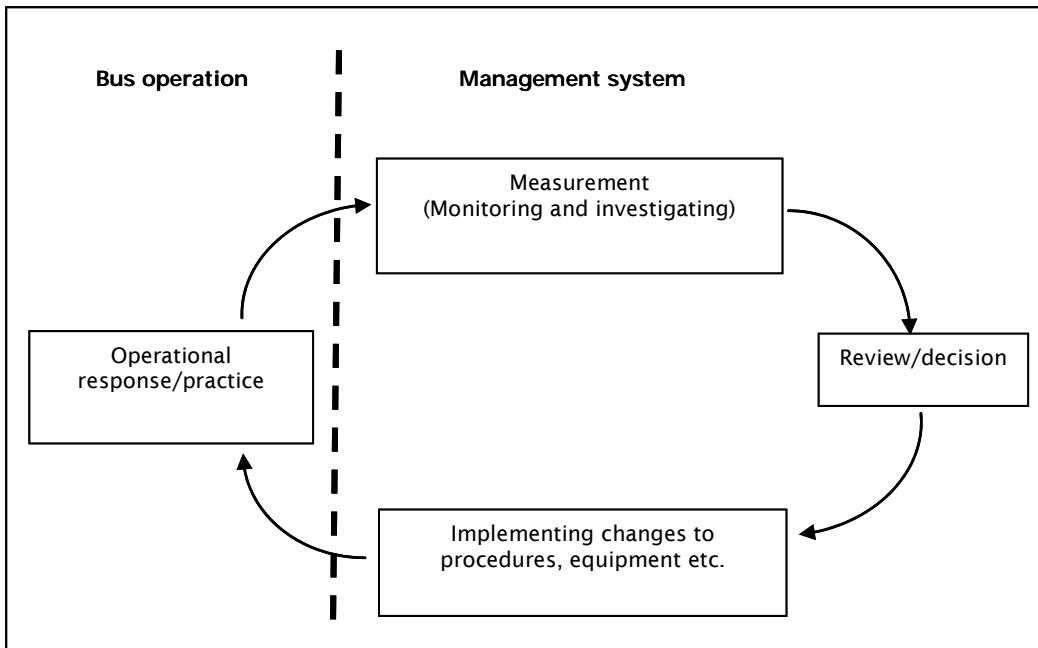 Bus operation
Management system
Measurement
(Monitoring and investigating)
Operational
response/practice
Review/decision
Implementing changes to
procedures, equipment etc.